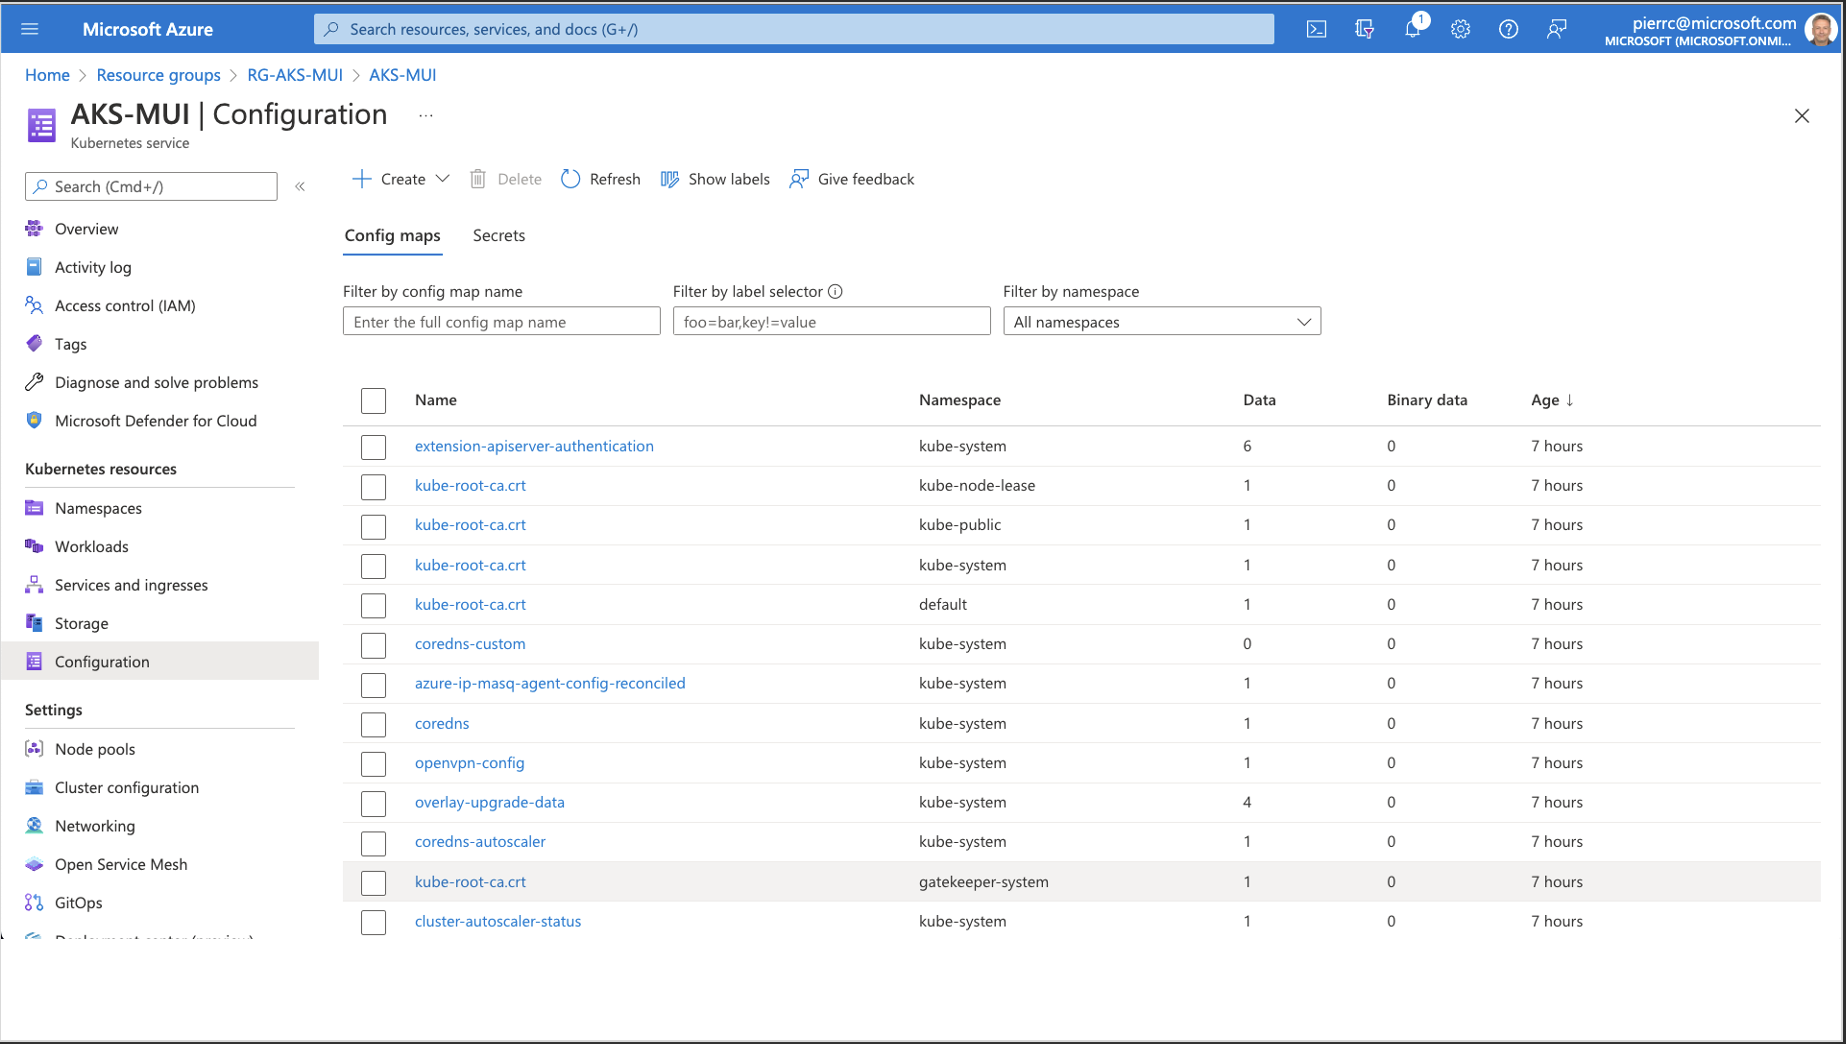 Microsoft Azure
Search resources, services, and docs (G+/)
1
pierrc@microsoft.com
MICROSOFT (MICROSOFT.ONMI...
Home > Resource groups > RG-AKS-MUI > AKS-MUI
AKS-MUI | Configuration ...
Kubernetes service
Search (Cmd+/)
«
Overview
Activity log
Access control (IAM)
Tags
Diagnose and solve problems
Microsoft Defender for Cloud
Kubernetes resources
Namespaces
Workloads
Services and ingresses
Storage
Configuration
Settings
Node pools
Cluster configuration
Networking
Open Service Mesh
GitOps
Create Delete Refresh Show labels Give feedback
Config maps Secrets
Filter by config map name Filter by label selector Filter by namespace
Enter the full config map name foo=bar,key!=value All namespaces
Name Namespace Data Binary data Age ↓
extension-apiserver-authentication kube-system 6 0 7 hours
kube-root-ca.crt kube-node-lease 1 0 7 hours
kube-root-ca.crt kube-public 1 0 7 hours
kube-root-ca.crt kube-system 1 0 7 hours
kube-root-ca.crt default 1 0 7 hours
coredns-custom kube-system 0 0 7 hours
azure-ip-masq-agent-config-reconciled kube-system 1 0 7 hours
coredns kube-system 1 0 7 hours
openvpn-config kube-system 1 0 7 hours
overlay-upgrade-data kube-system 4 0 7 hours
coredns-autoscaler kube-system 1 0 7 hours
kube-root-ca.crt gatekeeper-system 1 0 7 hours
cluster-autoscaler-status kube-system 1 0 7 hours